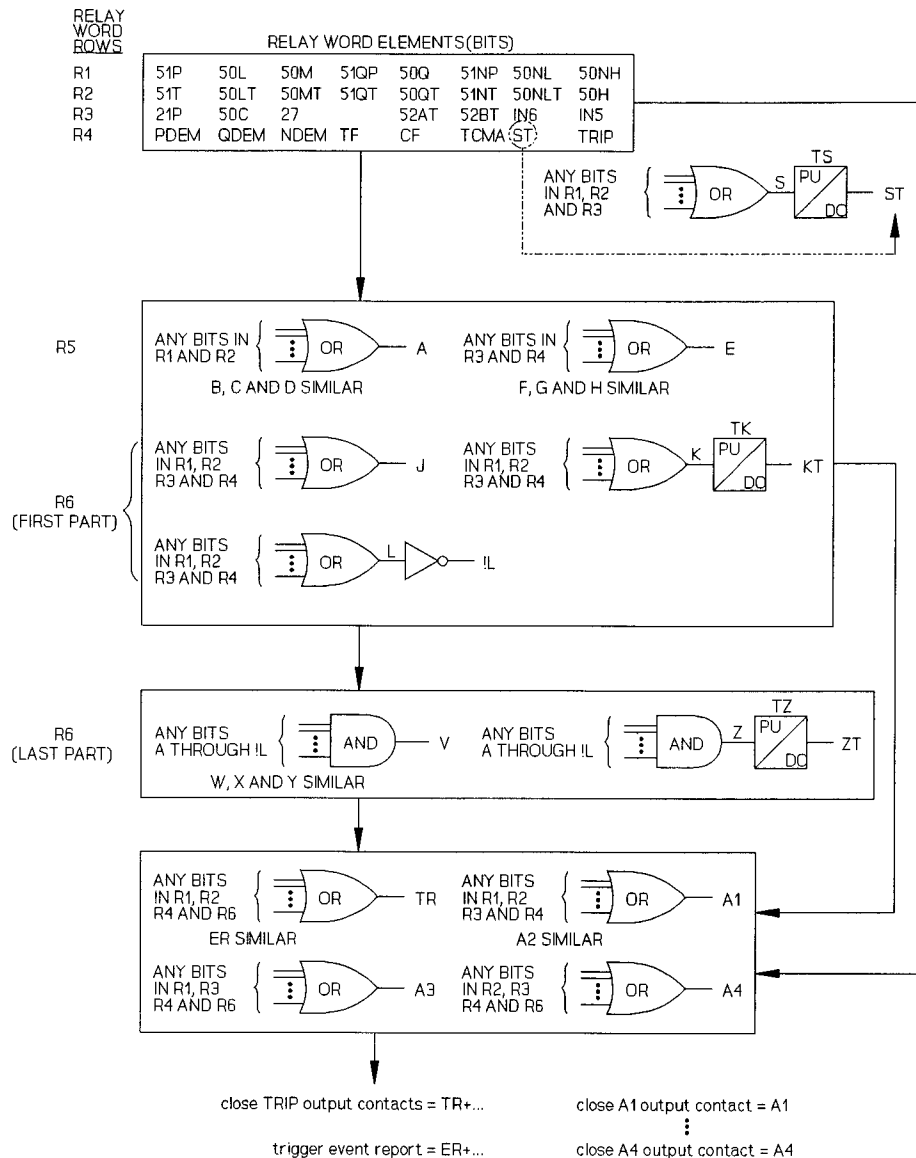 RELAY
WORD
ROWS
RELAY WORD ELEMENTS(BITS)
R1 51P 50L 50M 51QP 50Q 51NP 50NL 50NH
R2 51T 50LT 50MT 51QT 50QT 51NT 50NLT 50H
R3 21P 50C 27 52AT 52BT IN6 IN5
R4 PDEM QDEM NDEM TF CF TCMA ST TRIP
ANY BITS
IN R1, R2
AND R3
OR
S
TS
PU
DO
ST
R5
ANY BITS IN
R1 AND R2
OR
A
B, C AND D SIMILAR
ANY BITS IN
R3 AND R4
OR
E
F, G AND H SIMILAR
R6
(FIRST PART)
ANY BITS
IN R1, R2
R3 AND R4
OR
J
ANY BITS
IN R1, R2
R3 AND R4
OR
K
TK
PU
DO
KT
ANY BITS
IN R1, R2
R3 AND R4
OR
L
!L
R6
(LAST PART)
ANY BITS
A THROUGH !L
AND
V
W, X AND Y SIMILAR
ANY BITS
A THROUGH !L
AND
Z
TZ
PU
DO
ZT
ANY BITS
IN R1, R2
R4 AND R6
OR
TR
ER SIMILAR
ANY BITS
IN R1, R2
R3 AND R4
OR
A1
A2 SIMILAR
ANY BITS
IN R1, R3
R4 AND R6
OR
A3
ANY BITS
IN R2, R3
R4 AND R6
OR
A4
close TRIP output contacts = TR+...
close A1 output contact = A1
trigger event report = ER+...
close A4 output contact = A4